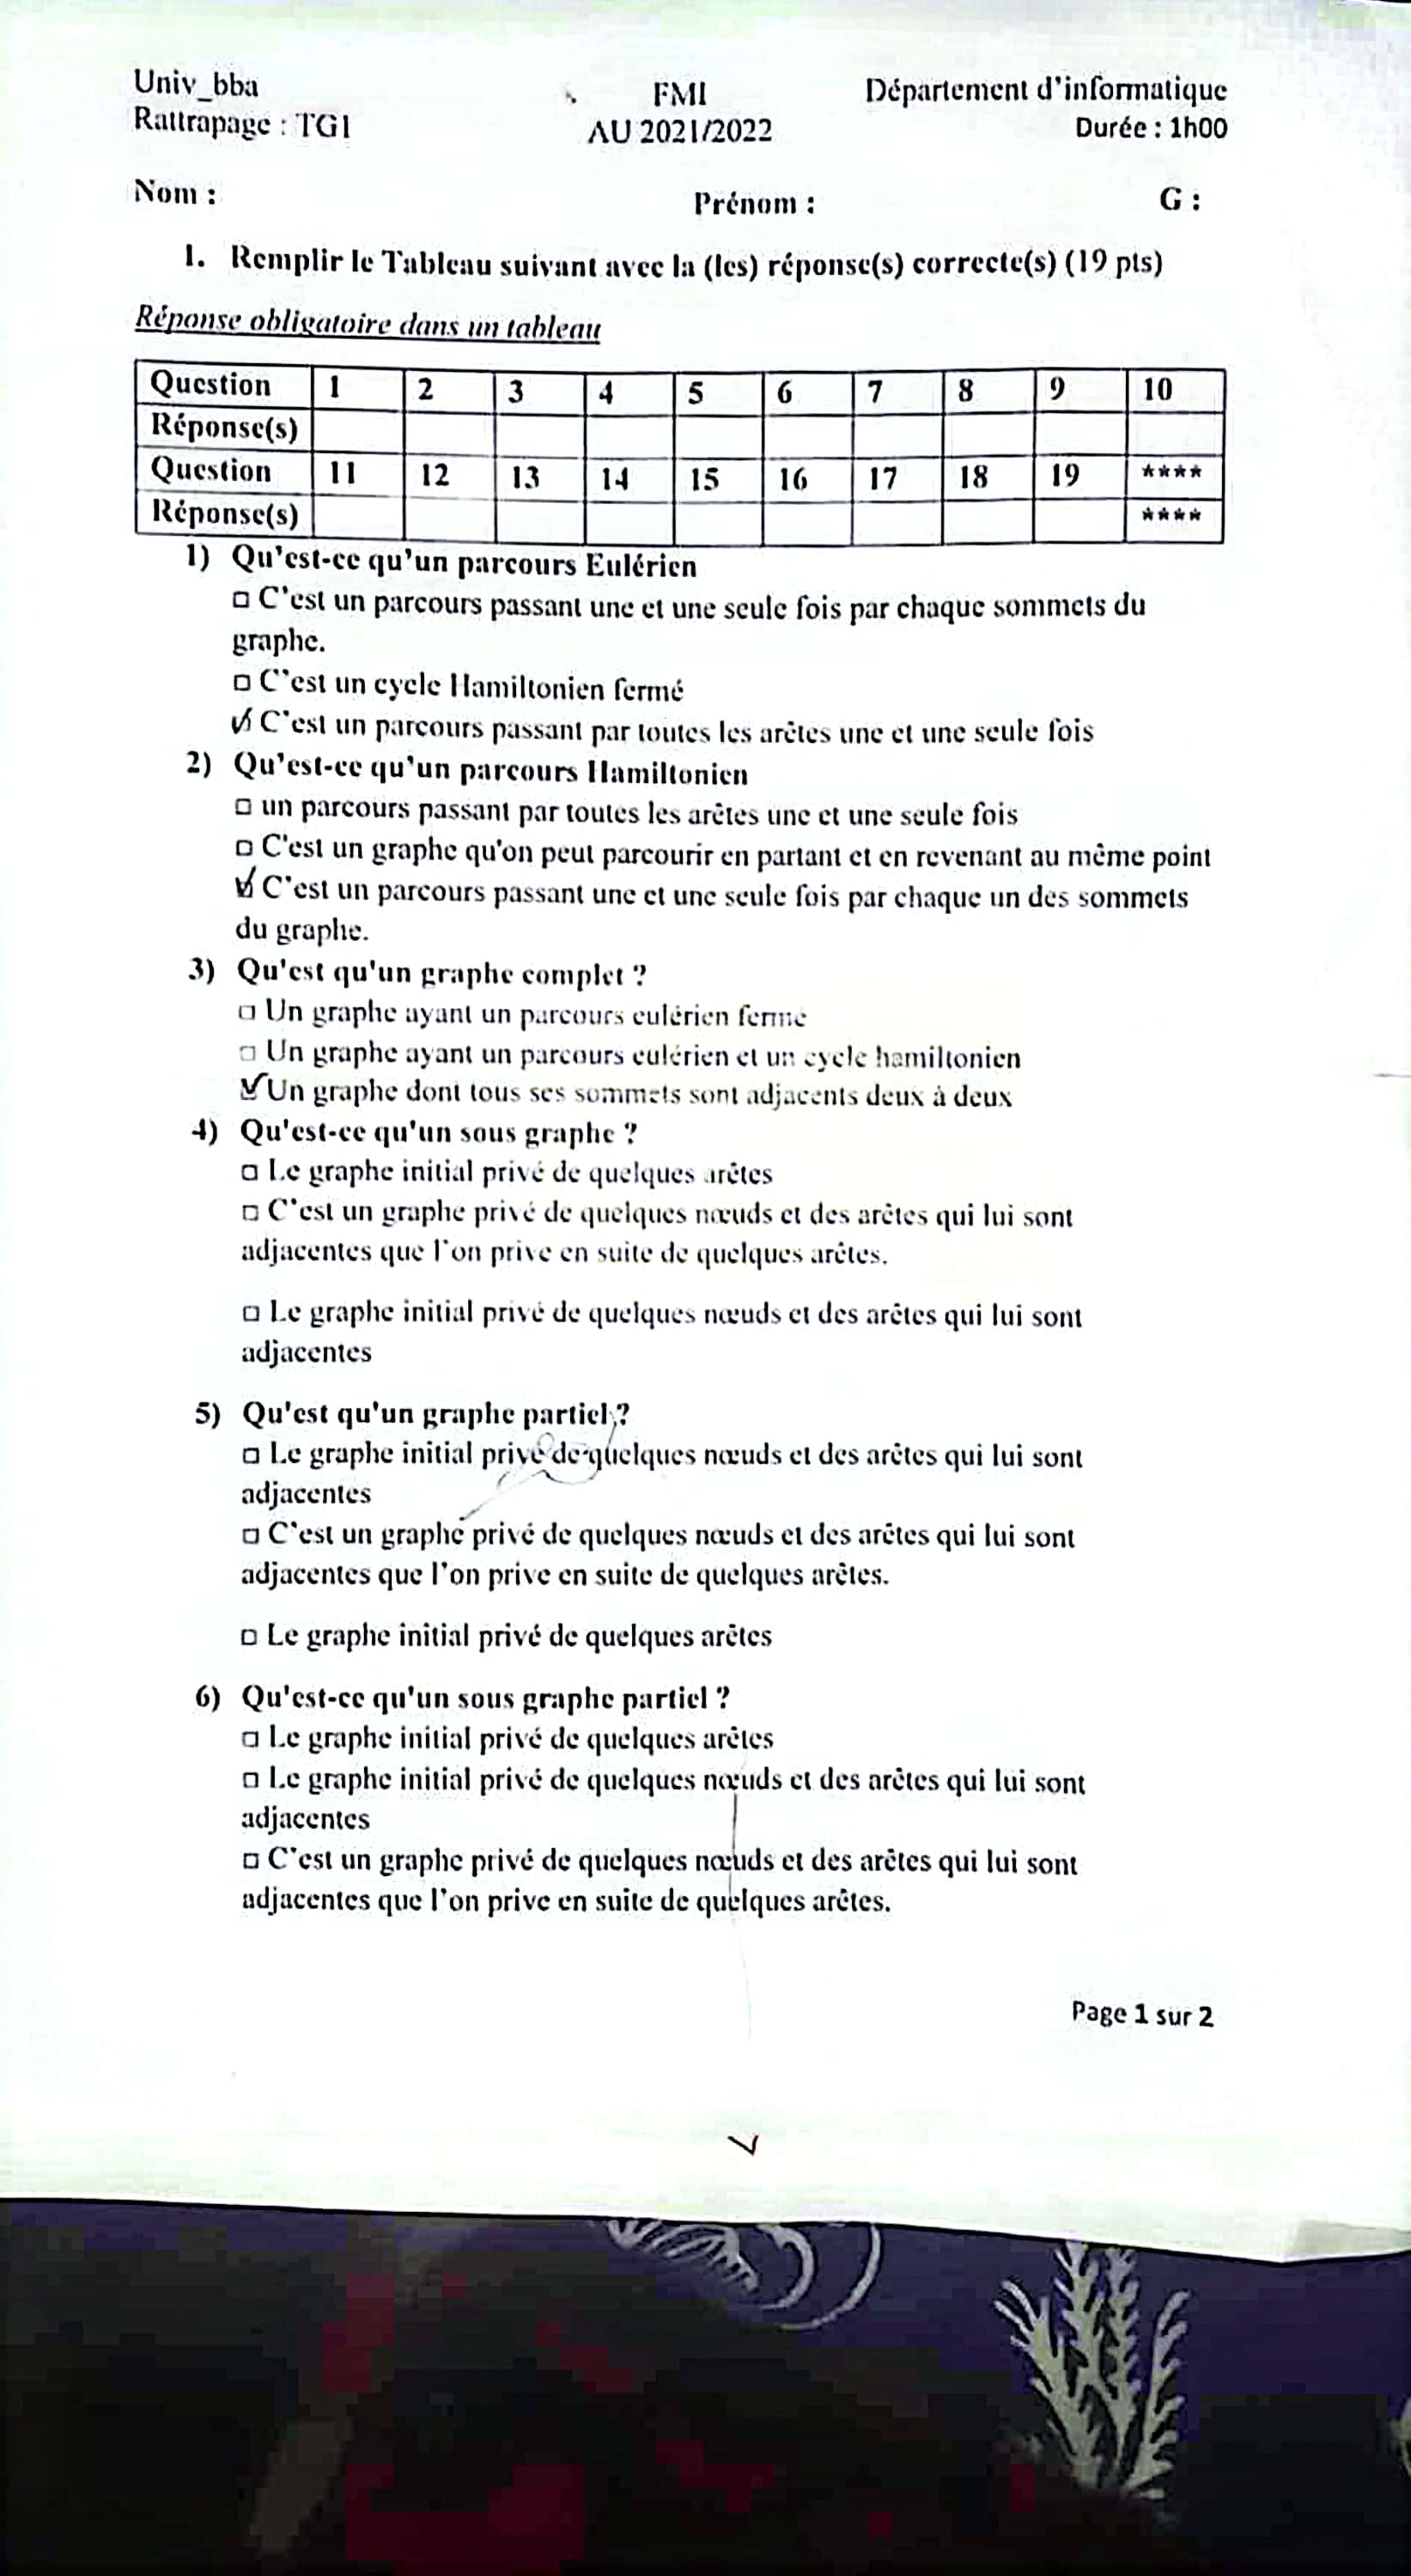 Univ_bba FMI Département d'informatique
Rattrapage : TG1 AU 2021/2022 Durée : 1h00
Nom : Prénom : G :
I. Remplir le Tableau suivant avec la (les) réponse(s) correcte(s) (19 pts)
Réponse obligatoire dans un tableau
Question 1 2 3 4 5 6 7 8 9 10
Réponse(s)
Question 11 12 13 14 15 16 17 18 19 ****
Réponse(s) ****
1) Qu'est-ce qu'un parcours Eulérien
□ C'est un parcours passant une et une seule fois par chaque sommets du
graphe.
□ C'est un cycle Hamiltonien fermé
□ C'est un parcours passant par toutes les arêtes une et une seule fois
2) Qu'est-ce qu'un parcours Hamiltonien
□ un parcours passant par toutes les arêtes une et une seule fois
□ C'est un graphe qu'on peut parcourir en partant et en revenant au même point
□ C'est un parcours passant une et une seule fois par chaque un des sommets
du graphe.
3) Qu'est qu'un graphe complet ?
□ Un graphe ayant un parcours eulérien fermé
□ Un graphe ayant un parcours eulérien et un cycle hamiltonien
□ Un graphe dont tous ses sommets sont adjacents deux à deux
4) Qu'est-ce qu'un sous graphe ?
□ Le graphe initial privé de quelques arêtes
□ C'est un graphe privé de quelques nœuds et des arêtes qui lui sont
adjacentes que l'on prive en suite de quelques arêtes.
□ Le graphe initial privé de quelques nœuds et des arêtes qui lui sont
adjacentes
5) Qu'est qu'un graphe partiel ?
□ Le graphe initial privé de quelques nœuds et des arêtes qui lui sont
adjacentes
□ C'est un graphe privé de quelques nœuds et des arêtes qui lui sont
adjacentes que l'on prive en suite de quelques arêtes.
□ Le graphe initial privé de quelques arêtes
6) Qu'est-ce qu'un sous graphe partiel ?
□ Le graphe initial privé de quelques arêtes
□ Le graphe initial privé de quelques nœuds et des arêtes qui lui sont
adjacentes
□ C'est un graphe privé de quelques nœuds et des arêtes qui lui sont
adjacentes que l'on prive en suite de quelques arêtes.
Page 1 sur 2